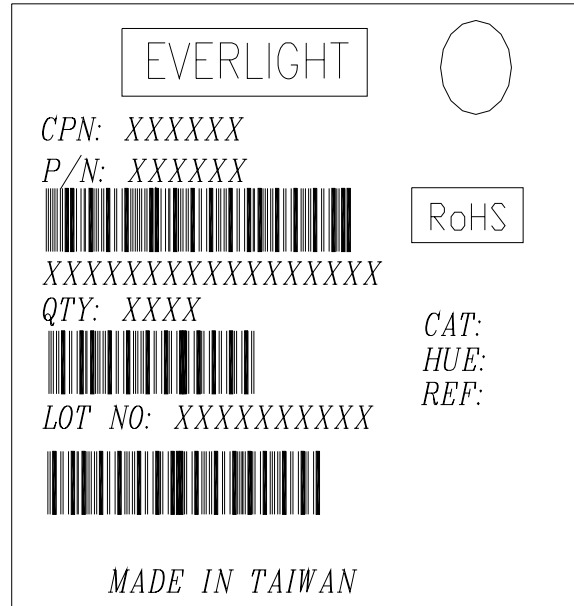 EVERLIGHT
CPN: XXXXXX
P/N: XXXXXX
RoHS
XXXXXXXXXXXXXXXXX
QTY: XXXX
CAT:
HUE:
REF:
LOT NO: XXXXXXXXXX
MADE IN TAIWAN